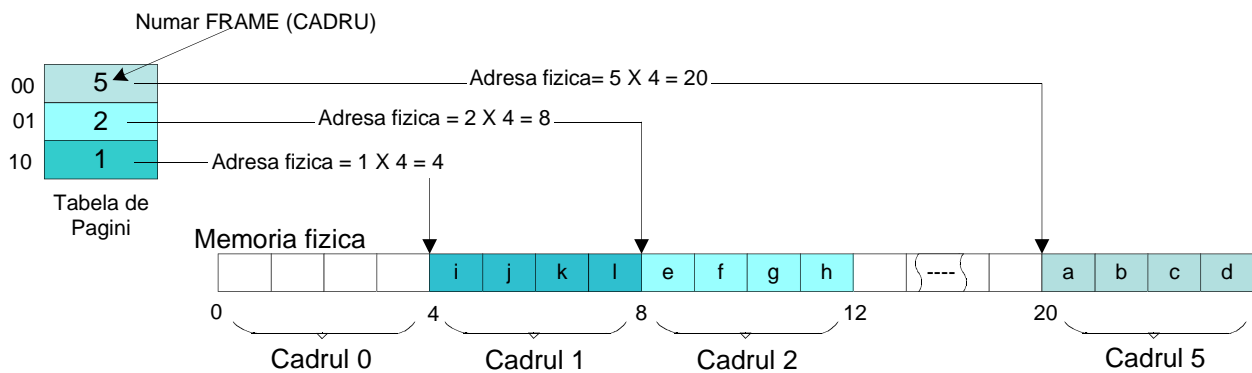 Numar FRAME (CADRU)
00 5 Adresa fizica= 5 X 4 = 20
01 2 Adresa fizica = 2 X 4 = 8
10 1 Adresa fizica = 1 X 4 = 4
Tabela de
Pagini
Memoria fizica
i j k l e f g h ---- a b c d
0 4 8 12 20
Cadrul 0 Cadrul 1 Cadrul 2 Cadrul 5